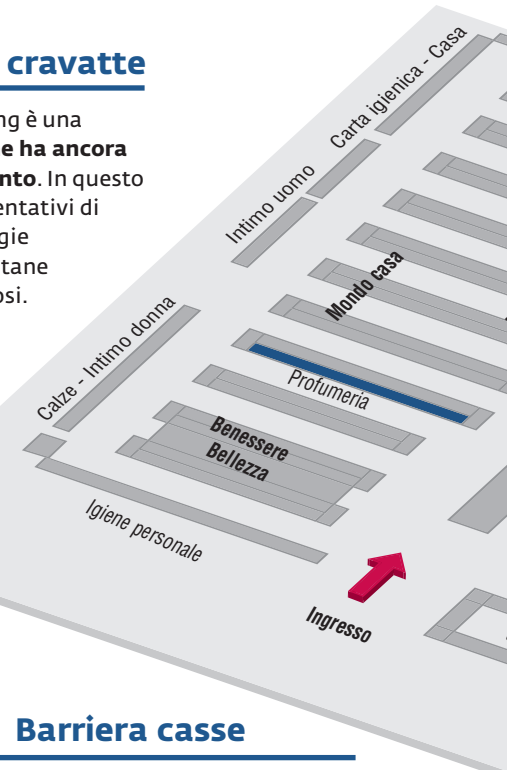 cravatte
ng è una
e ha ancora
nto. In questo
entativi di
gie
tane
osi.
Carta igienica - Casa
Intimo uomo
Mondo casa
Calze - Intimo donna
Profumeria
Benessere
Bellezza
Igiene personale
Ingresso
Barriera casse